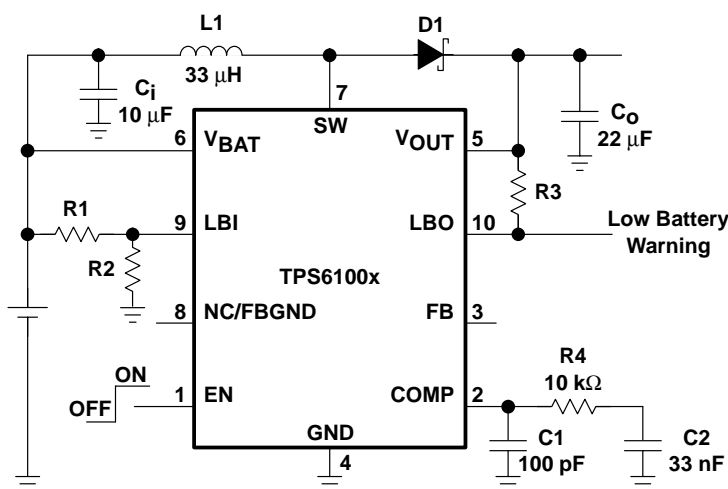 L1
33 μH
D1
Ci
10 μF
7
SW
6
VBAT
VOUT
5
Co
22 μF
R1
R3
9
LBI
LBO
10
Low Battery
Warning
R2
TPS6100x
8
NC/FBGND
FB
3
ON
OFF
1
EN
COMP
2
R4
10 kΩ
GND
4
C1
100 pF
C2
33 nF